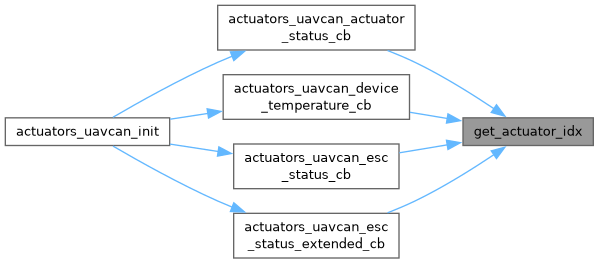 actuators_uavcan_actuator
_status_cb
actuators_uavcan_device
_temperature_cb
actuators_uavcan_init
get_actuator_idx
actuators_uavcan_esc
_status_cb
actuators_uavcan_esc
_status_extended_cb